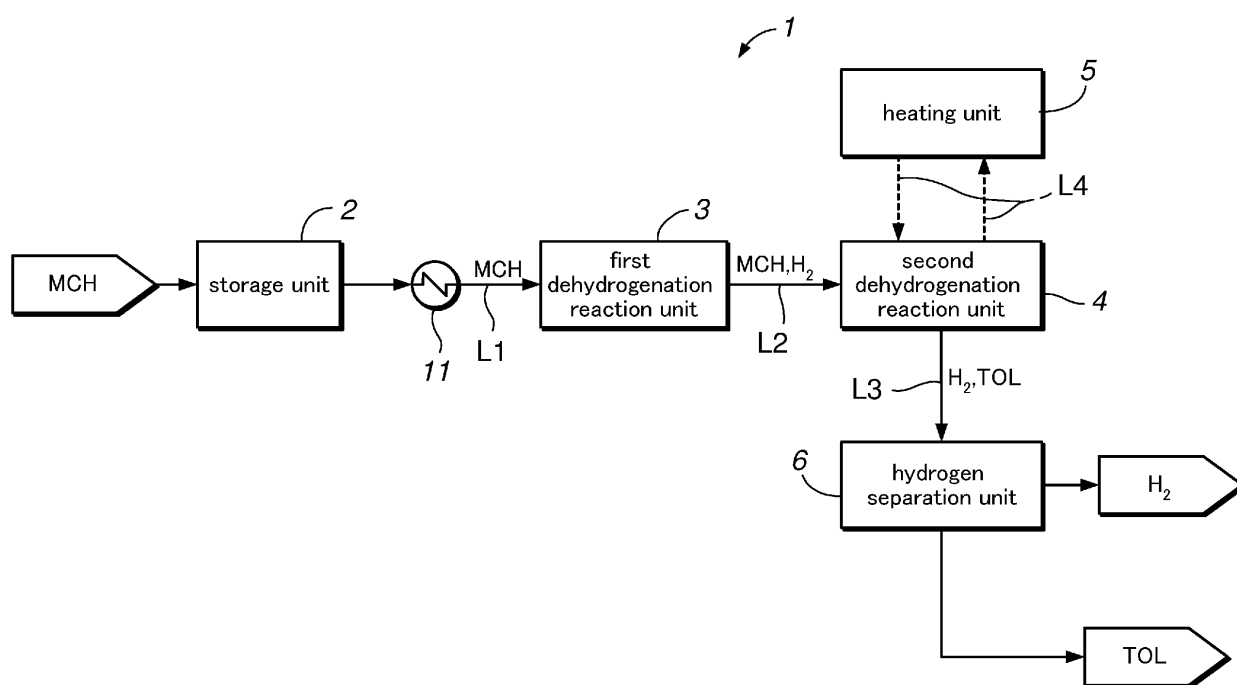 1
5
heating unit
L4
2
3
MCH
storage unit
MCH
first
dehydrogenation
reaction unit
MCH,H₂
second
dehydrogenation
reaction unit
4
11
L1
L2
L3
H₂,TOL
6
hydrogen
separation unit
H₂
TOL